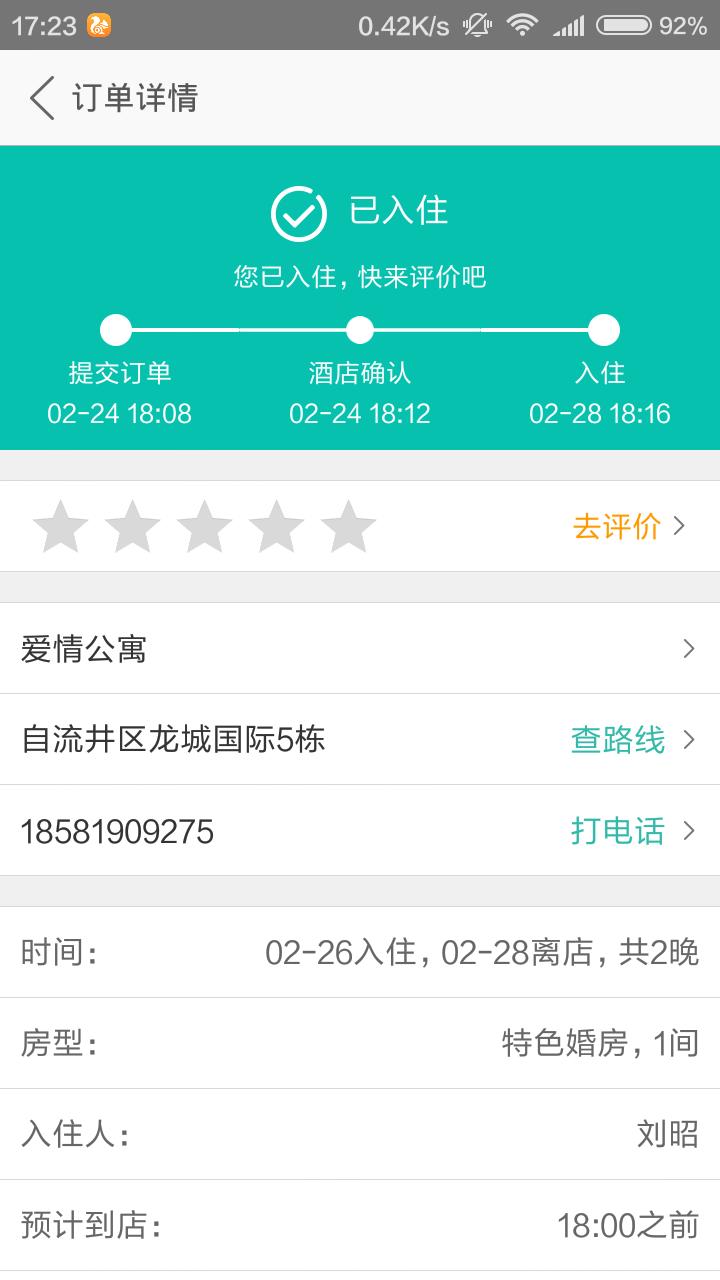 17:23 0.42K/s 92%
订单详情
已入住
您已入住，快来评价吧
提交订单 酒店确认 入住
02-24 18:08 02-24 18:12 02-28 18:16
去评价
爱情公寓
自流井区龙城国际5栋 查路线
18581909275 打电话
时间： 02-26入住，02-28离店，共2晚
房型： 特色婚房，1间
入住人： 刘昭
预计到店： 18:00之前